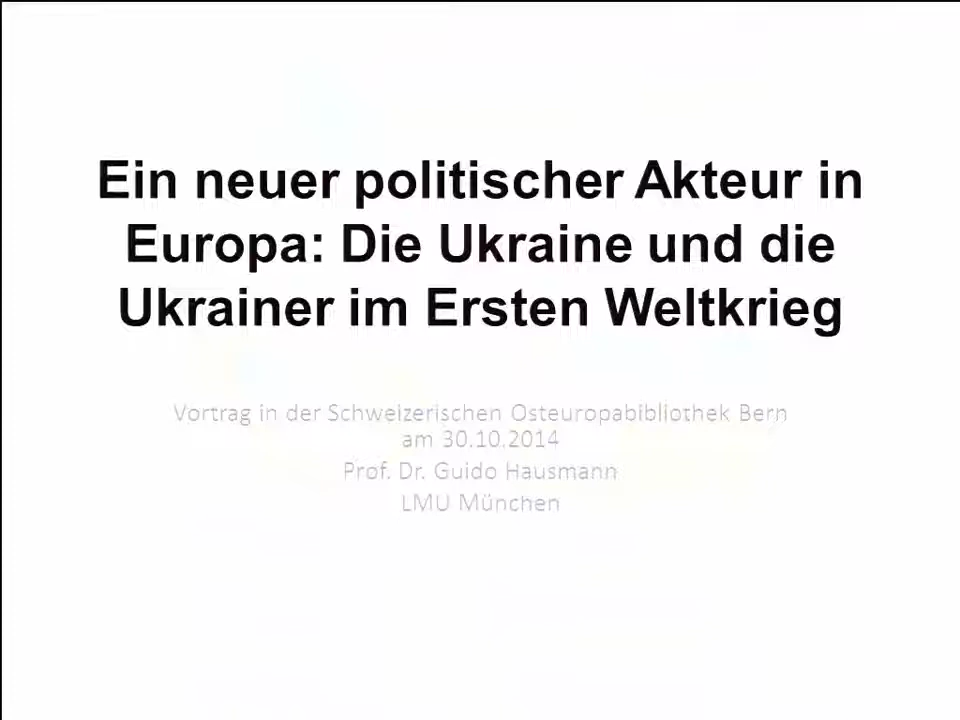 Ein neuer politischer Akteur in
Europa: Die Ukraine und die
Ukrainer im Ersten Weltkrieg
Vortrag in der Schweizerischen Osteuropabibliothek Bern
am 30.10.2014
Prof. Dr. Guido Hausmann
LMU München